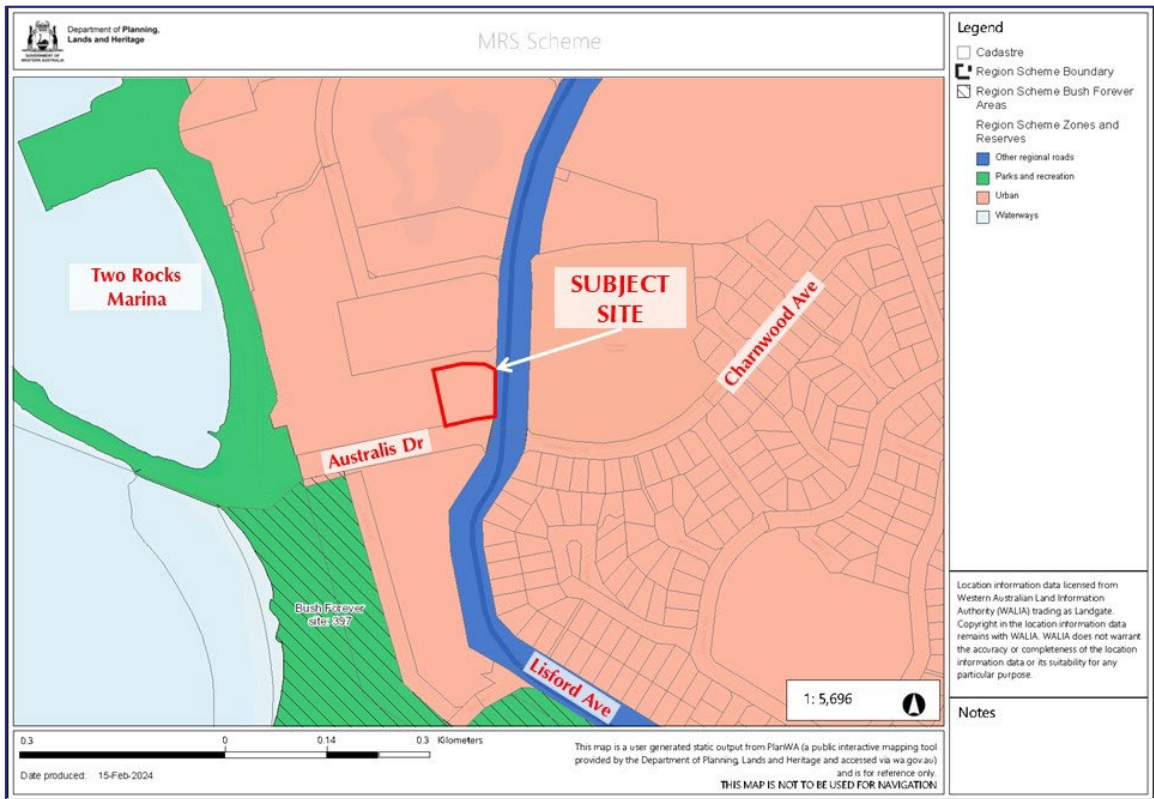 Department of Planning,
Lands and Heritage
GOVERNMENT OF
WESTERN AUSTRALIA
MRS Scheme
Two Rocks
Marina
SUBJECT
SITE
Charnwood Ave
Australis Dr
Bush Forever
site: 397
Lisford Ave
1: 5,696
Legend
Cadastre
Region Scheme Boundary
Region Scheme Bush Forever
Areas
Region Scheme Zones and
Reserves
Other regional roads
Parks and recreation
Urban
Waterways
Location information data licensed from
Western Australian Land Information
Authority (WALIA) trading as Landgate.
Copyright in the location information data
remains with WALIA. WALIA does not warrant
the accuracy or completeness of the location
information data or its suitability for any
particular purpose.
Notes
0.3 0 0.14 0.3 Kilometers
Date produced: 15-Feb-2024
This map is a user generated static output from PlanWA (a public interactive mapping tool
provided by the Department of Planning, Lands and Heritage and accessed via wa.gov.au)
and is for reference only.
THIS MAP IS NOT TO BE USED FOR NAVIGATION